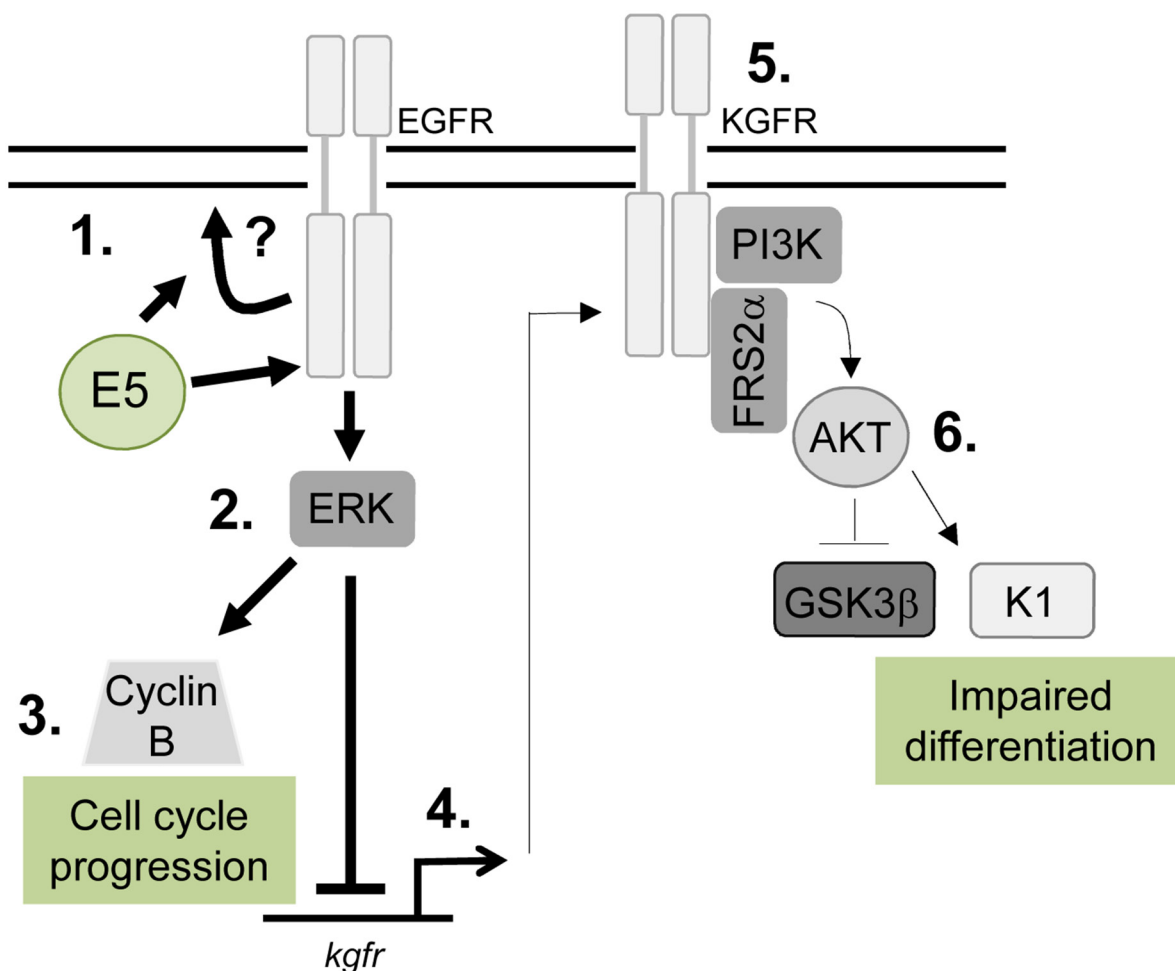 EGFR
5.
KGFR
1.
?
E5
PI3K
FRS2α
AKT
6.
2.
ERK
GSK3β
K1
Impaired
differentiation
3.
Cyclin
B
Cell cycle
progression
4.
kgfr